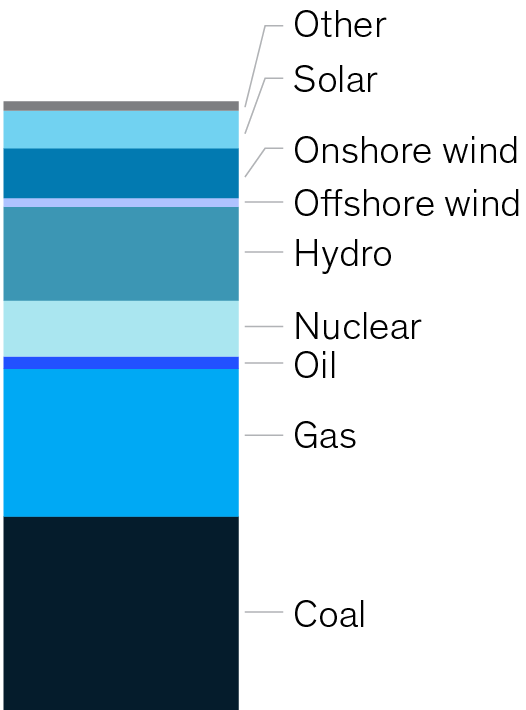 Other
Solar
Onshore wind
Offshore wind
Hydro
Nuclear
Oil
Gas
Coal